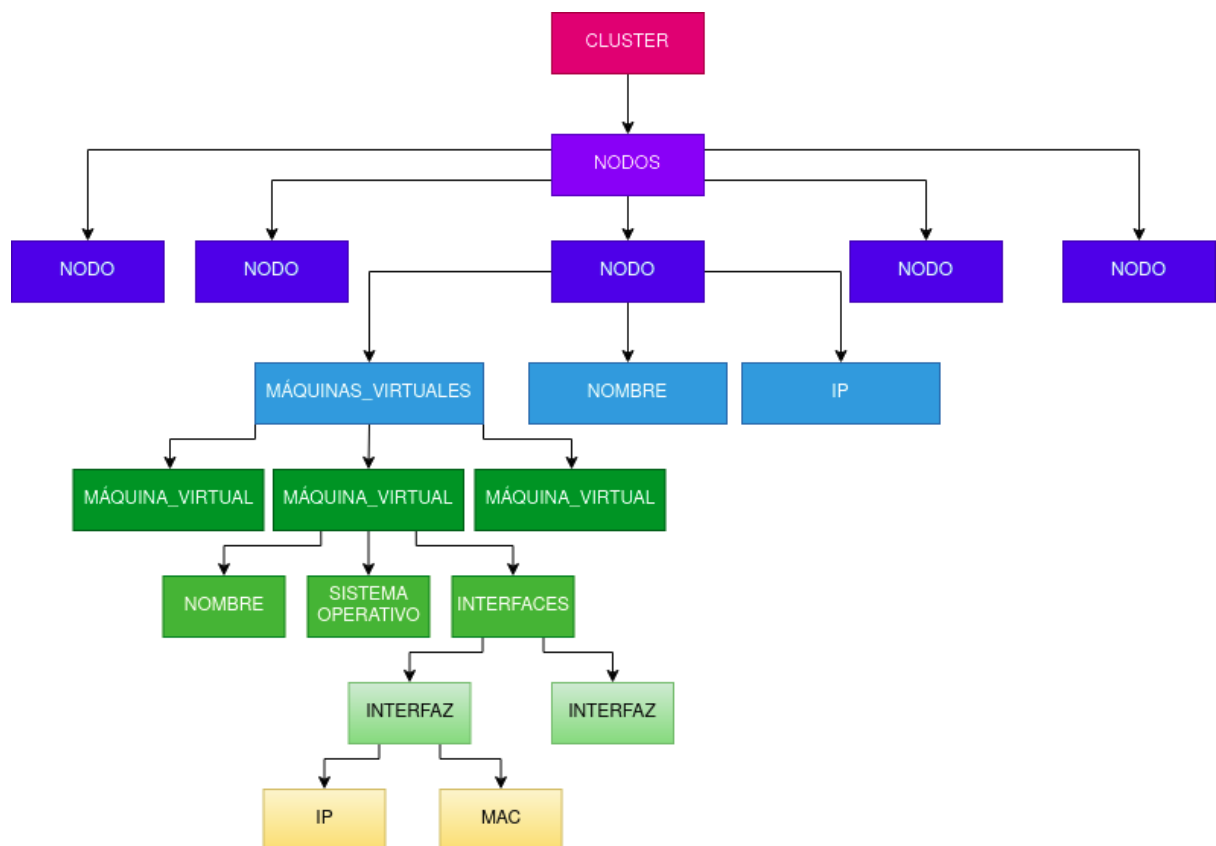 CLUSTER
NODOS
NODO
NODO
NODO
NODO
NODO
MÁQUINAS_VIRTUALES
NOMBRE
IP
MÁQUINA_VIRTUAL
MÁQUINA_VIRTUAL
MÁQUINA_VIRTUAL
NOMBRE
SISTEMA
OPERATIVO
INTERFACES
INTERFAZ
INTERFAZ
IP
MAC